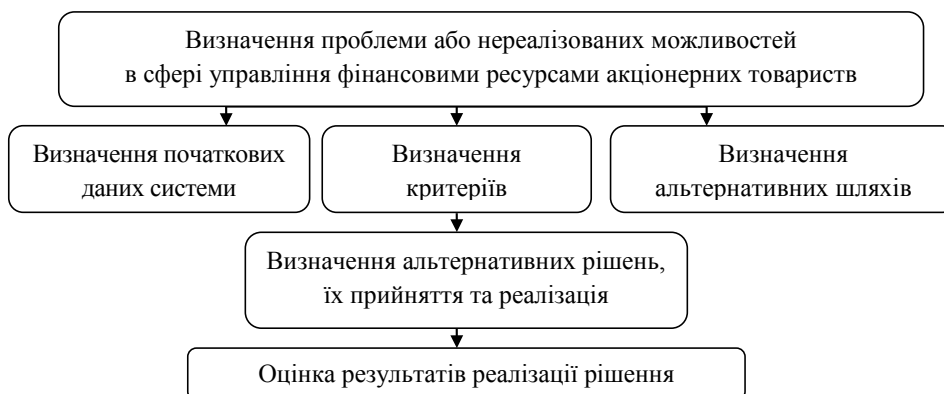 Визначення проблеми або нереалізованих можливостей
в сфері управління фінансовими ресурсами акціонерних товариств
Визначення початкових
даних системи
Визначення
критеріїв
Визначення
альтернативних шляхів
Визначення альтернативних рішень,
їх прийняття та реалізація
Оцінка результатів реалізації рішення